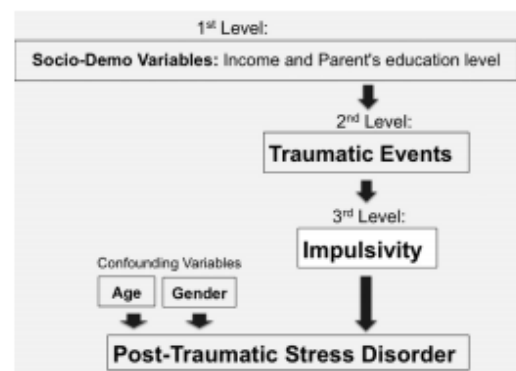 1st Level:
Socio-Demo Variables: Income and Parent's education level
2nd Level:
Traumatic Events
3rd Level:
Impulsivity
Confounding Variables
Age Gender
Post-Traumatic Stress Disorder